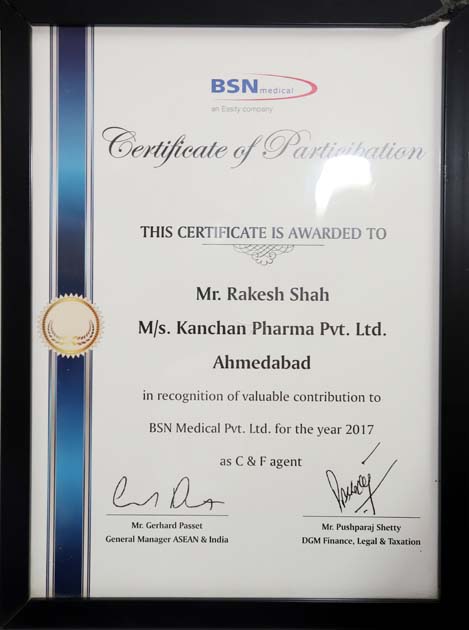 BSN medical
an Essity company
Certificate of Participation
THIS CERTIFICATE IS AWARDED TO
Mr. Rakesh Shah
M/s. Kanchan Pharma Pvt. Ltd.
Ahmedabad
in recognition of valuable contribution to
BSN Medical Pvt. Ltd. for the year 2017
as C & F agent
Mr. Gerhard Passet
General Manager ASEAN & India
Mr. Pushparaj Shetty
DGM Finance, Legal & Taxation